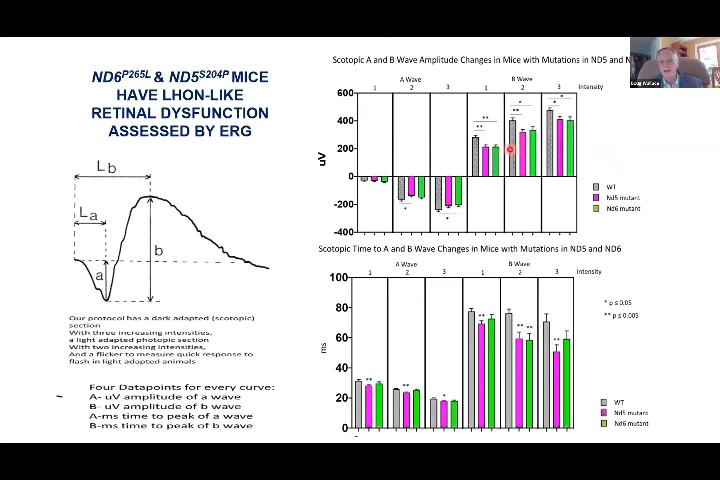 ND6P265L & ND5S204P MICE
HAVE LHON-LIKE
RETINAL DYSFUNCTION
ASSESSED BY ERG
Lb
La
a
b
Our protocol has a dark adapted (scotopic)
section
With three increasing intensities,
a light adapted photopic section
With two increasing intensities,
And a flicker to measure quick response to
flash in light adapted animals
Four Datapoints for every curve:
A- uV amplitude of a wave
B- uV amplitude of b wave
A-ms time to peak of a wave
B-ms time to peak of b wave
Scotopic A and B Wave Amplitude Changes in Mice with Mutations in ND5 and N
A Wave
B Wave
1 2 3 1 2 3 Intensity
600
400
200
0
-200
-400
uV
* ** ** ** * * *
*
WT
Nd5 mutant
Nd6 mutant
Doug Wallace
Scotopic Time to A and B Wave Changes in Mice with Mutations in ND5 and ND6
A Wave
B Wave
1 2 3 1 2 3 Intensity
100
80
60
40
20
0
ms
** ** * ** ** ** **
* p ≤ 0.05
** p ≤ 0.005
WT
Nd5 mutant
Nd6 mutant